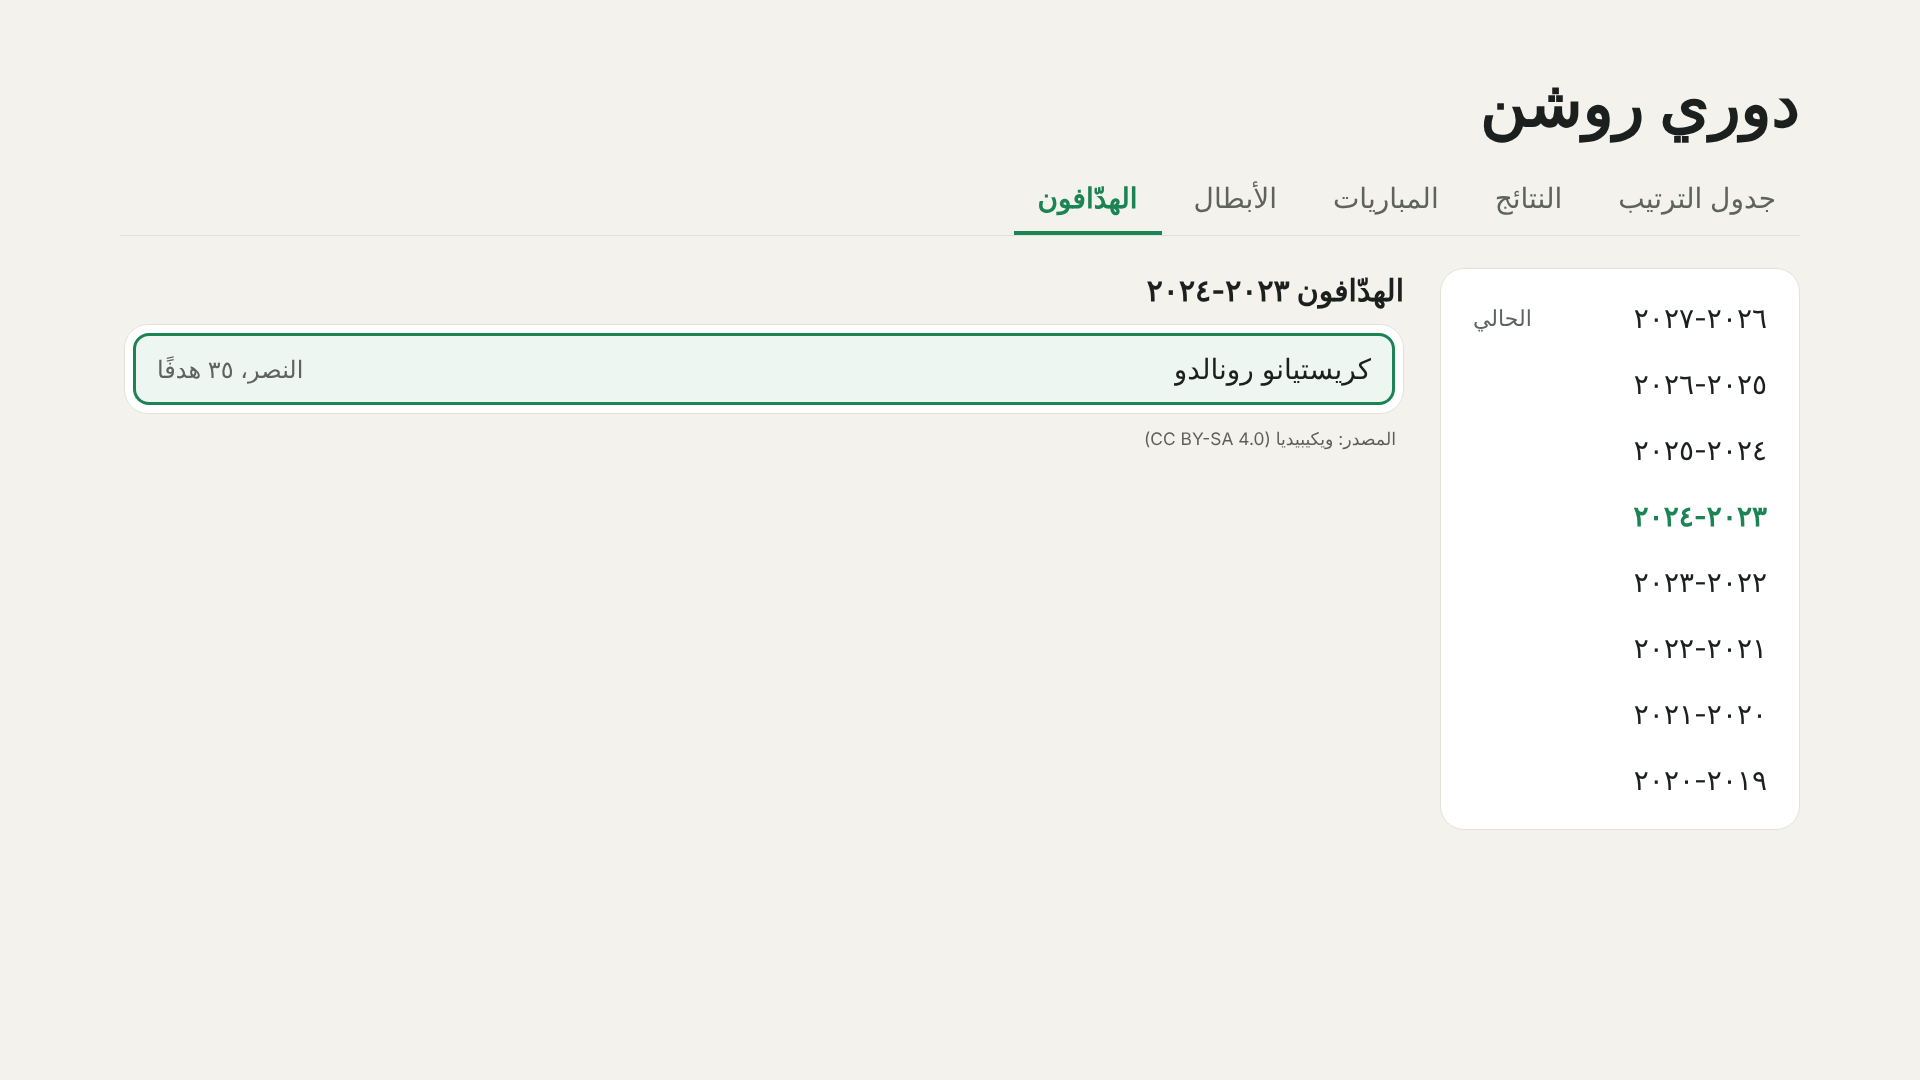 دوري روشن
جدول الترتيب
النتائج
المباريات
الأبطال
الهدّافون
٢٠٢٦-٢٠٢٧ الحالي
٢٠٢٥-٢٠٢٦
٢٠٢٤-٢٠٢٥
٢٠٢٣-٢٠٢٤
٢٠٢٢-٢٠٢٣
٢٠٢١-٢٠٢٢
٢٠٢٠-٢٠٢١
٢٠١٩-٢٠٢٠
الهدّافون ٢٠٢٣-٢٠٢٤
كريستيانو رونالدو النصر، ٣٥ هدفًا
المصدر: ويكيبيديا (CC BY-SA 4.0)